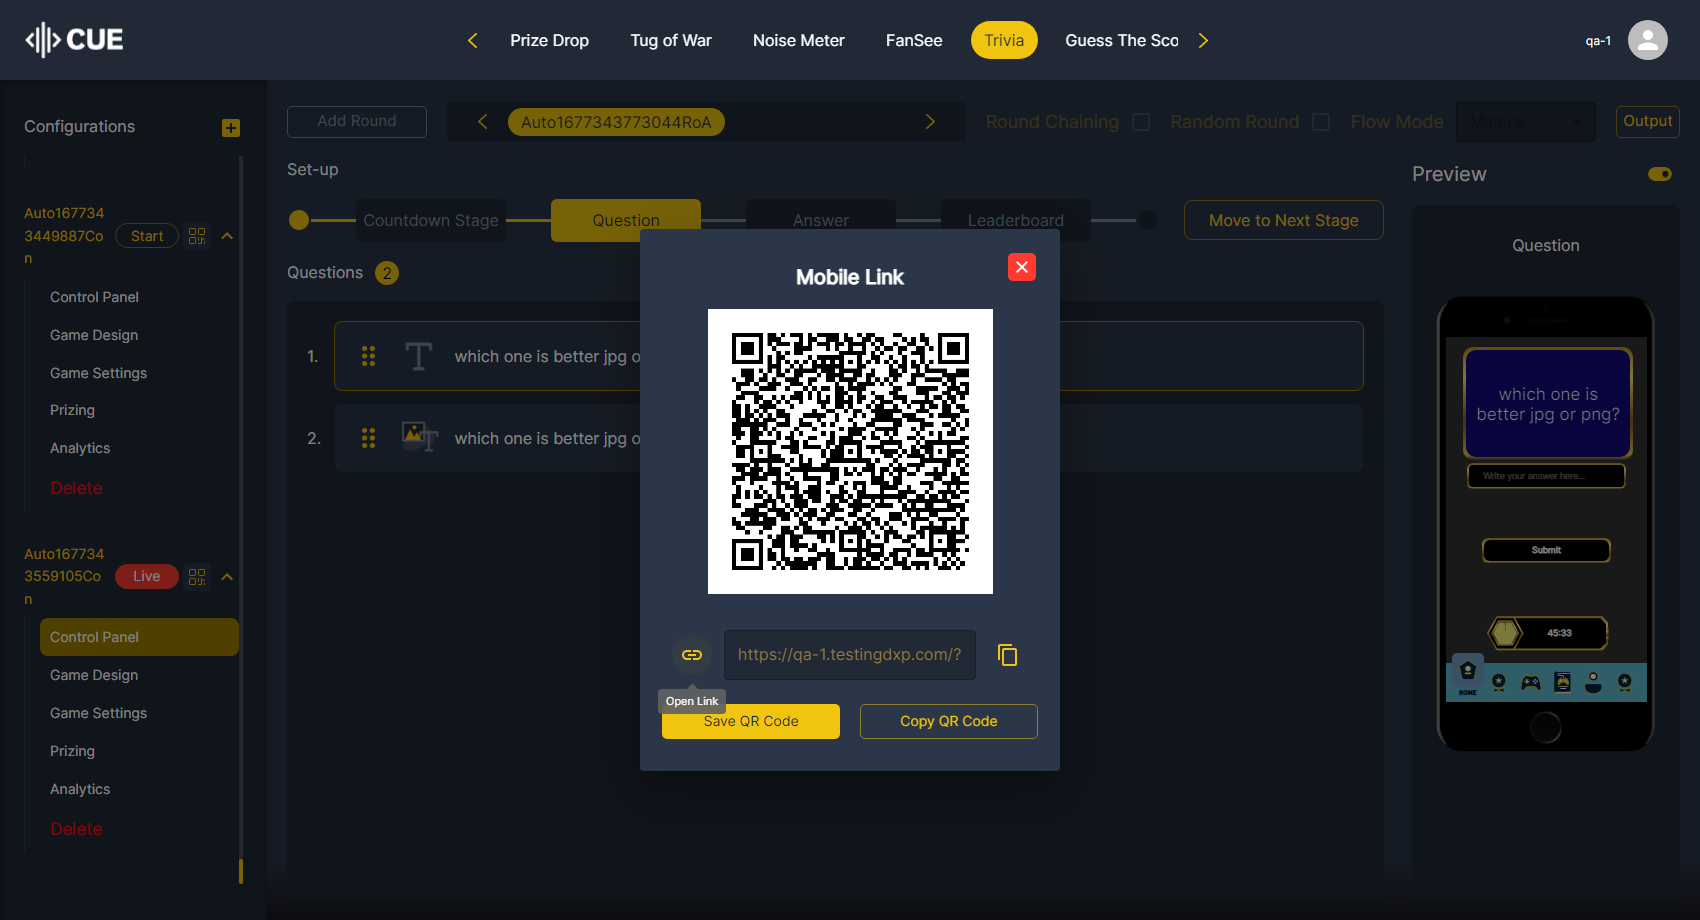 CUE
Prize Drop
Tug of War
Noise Meter
FanSee
Trivia
Guess The Sco
qa-1
Configurations
Add Round
Auto1677343773044RoA
Round Chaining
Random Round
Flow Mode
Manual
Output
Set-up
Preview
Auto167734
3449887Co
n
Start
Countdown Stage
Question
Answer
Leaderboard
Move to Next Stage
Question
Questions 2
Mobile Link
Control Panel
Game Design
Game Settings
Prizing
Analytics
Delete
1.
which one is better jpg o
2.
which one is better jpg o
which one is
better jpg or png?
Write your answer here...
Submit
45:33
HOME
Auto167734
3559105Co
n
Live
Control Panel
Game Design
Game Settings
Prizing
Analytics
Delete
https://qa-1.testingdxp.com/?
Open Link
Save QR Code
Copy QR Code